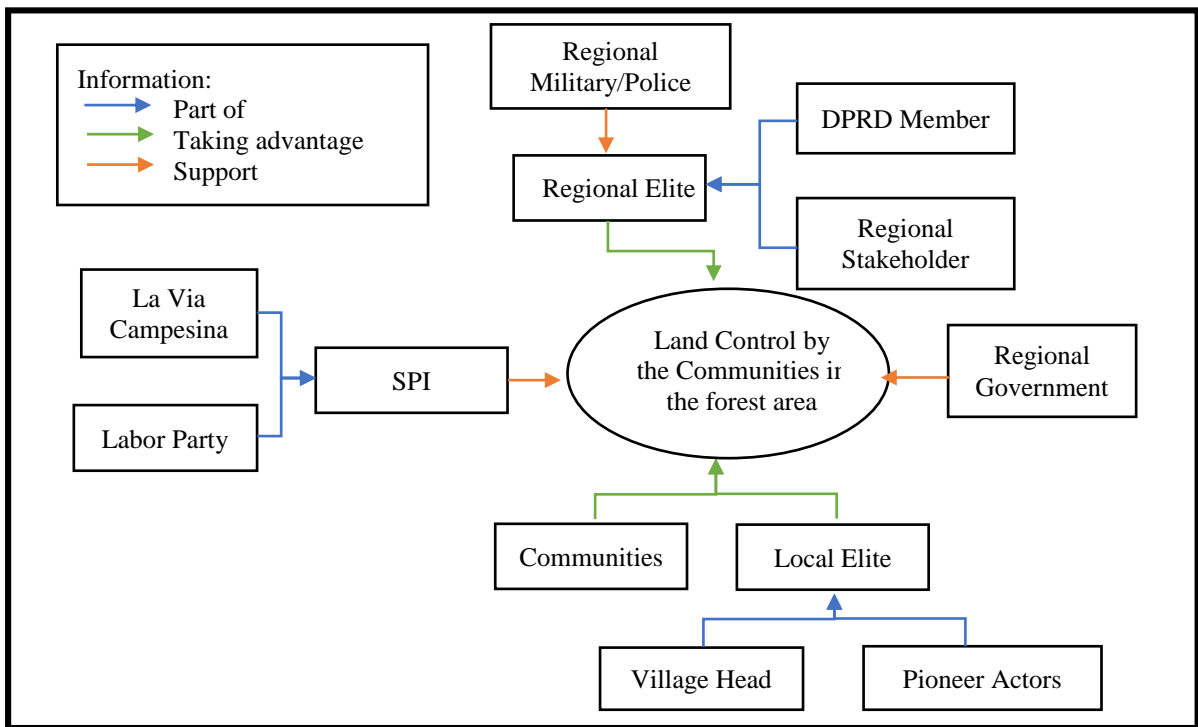 Information:
Part of
Taking advantage
Support
Regional
Military/Police
DPRD Member
Regional Elite
Regional
Stakeholder
La Via
Campesina
Land Control by
the Communities in
the forest area
Regional
Government
SPI
Labor Party
Communities
Local Elite
Village Head
Pioneer Actors